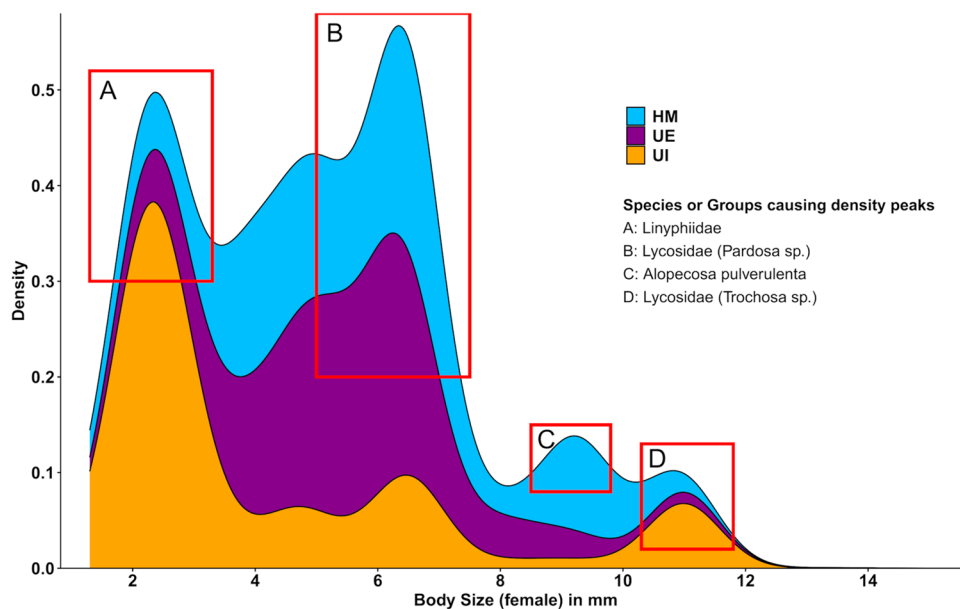 A
B
C
D
HM
UE
UI
Species or Groups causing density peaks
A: Linyphiidae
B: Lycosidae (Pardosa sp.)
C: Alopecosa pulverulenta
D: Lycosidae (Trochosa sp.)
Density
0.5
0.4
0.3
0.2
0.1
0.0
2 4 6 8 10 12 14
Body Size (female) in mm